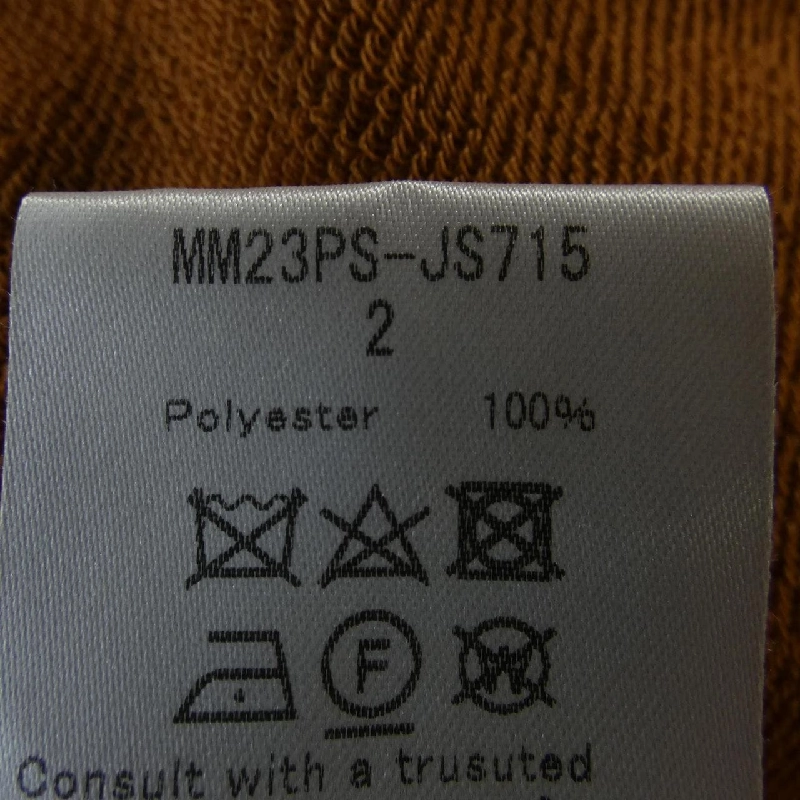 MM23PS-JS715
2
Polyester 100%
F
W
Consult with a trusuted